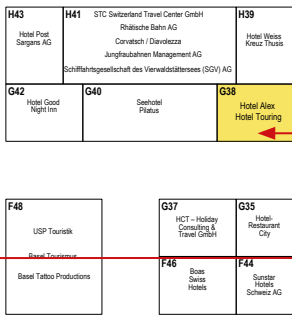 H43
Hotel Post
Sargans AG
H41
STC Switzerland Travel Center GmbH
Rhätische Bahn AG
Corvatsch / Diavolezza
Jungfraubahnen Management AG
Schifffahrtsgesellschaft des Vierwaldstättersees (SGV) AG
H39
Hotel Weiss
Kreuz Thusis
G42
Hotel Good
Night Inn
G40
Seehotel
Pilatus
G38
Hotel Alex
Hotel Touring
F48
USP Touristik
Basel Tourismus
Basel Tattoo Productions
G37
HCT – Holiday
Consulting &
Travel GmbH
G35
Hotel-
Restaurant
City
F46
Boas
Swiss
Hotels
F44
Sunstar
Hotels
Schweiz AG